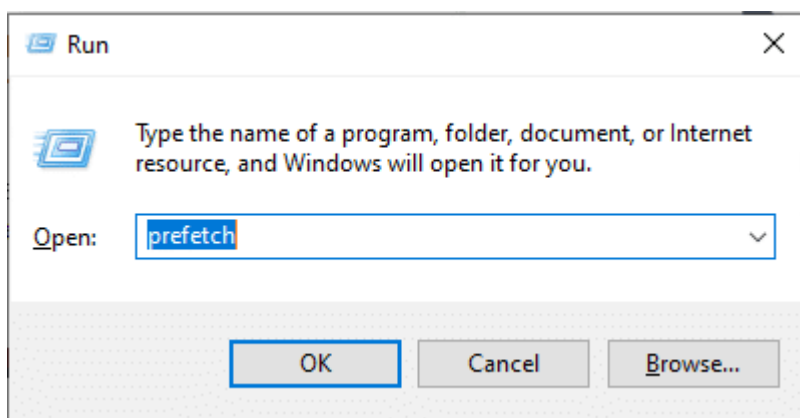 Run
Type the name of a program, folder, document, or Internet
resource, and Windows will open it for you.
Open: prefetch
OK Cancel Browse...